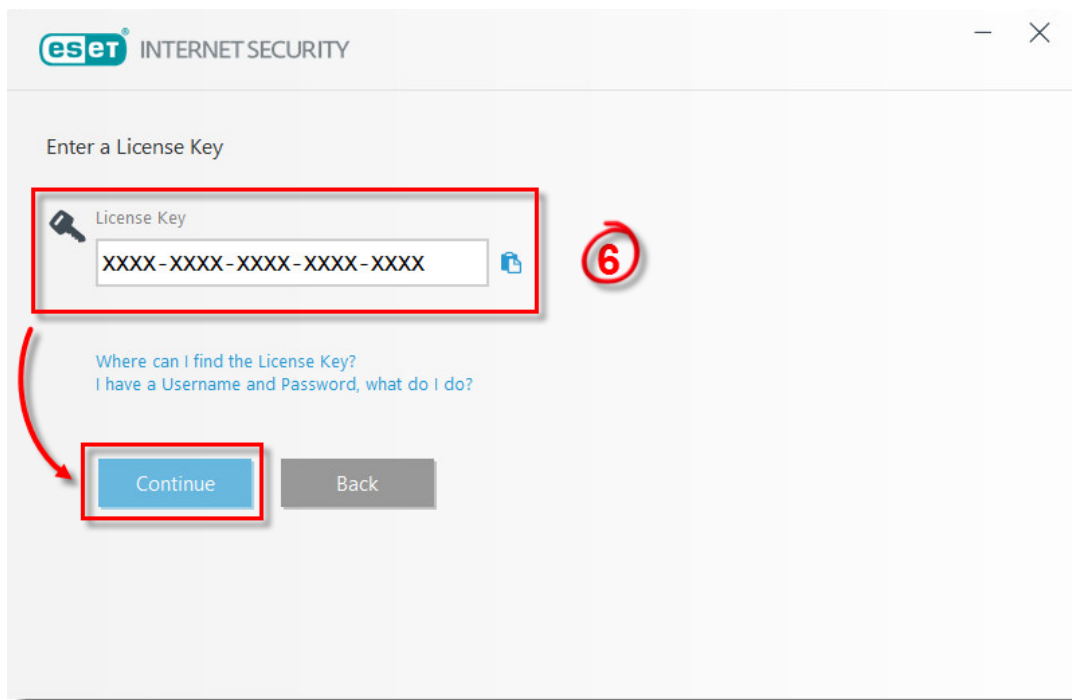 eset® INTERNET SECURITY
Enter a License Key
License Key
XXXX-XXXX-XXXX-XXXX-XXXX
6
Where can I find the License Key?
I have a Username and Password, what do I do?
Continue Back